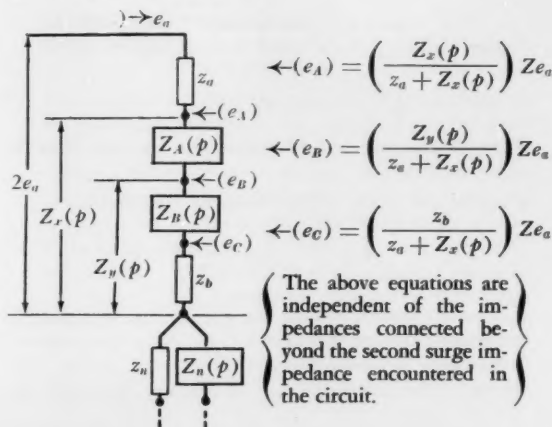 )→e_a
z_a
←(e_A)
←(e_A) = ( Z_x(p) / z_a + Z_x(p) ) Ze_a
Z_A(p)
2e_a
←(e_B)
←(e_B) = ( Z_y(p) / z_a + Z_x(p) ) Ze_a
Z_x(p)
Z_B(p)
←(e_C)
←(e_C) = ( z_b / z_a + Z_x(p) ) Ze_a
Z_y(p)
z_b
The above equations are
independent of the im-
pedances connected be-
yond the second surge im-
pedance encountered in
the circuit.
z_n
Z_n(p)